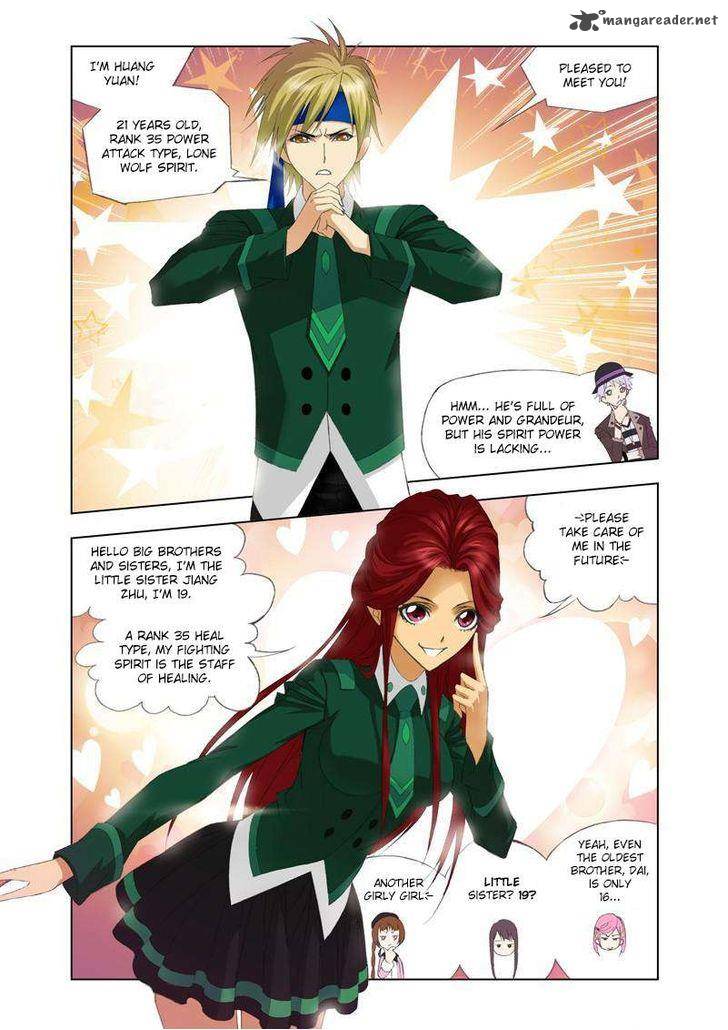 mangareader.net
I'M HUANG
YUAN!
21 YEARS OLD,
RANK 35 POWER
ATTACK TYPE, LONE
WOLF SPIRIT.
PLEASED TO
MEET YOU!
HMM... HE'S FULL OF
POWER AND GRANDEUR,
BUT HIS SPIRIT POWER
IS LACKING...
HELLO BIG BROTHERS
AND SISTERS, I'M THE
LITTLE SISTER JIANG
ZHU, I'M 19.
A RANK 35 HEAL
TYPE, MY FIGHTING
SPIRIT IS THE STAFF
OF HEALING.
~PLEASE
TAKE CARE OF
ME IN THE
FUTURE~
ANOTHER
GIRLY GIRL~
LITTLE
SISTER? 19?
YEAH, EVEN
THE OLDEST
BROTHER, DAI,
IS ONLY
16...